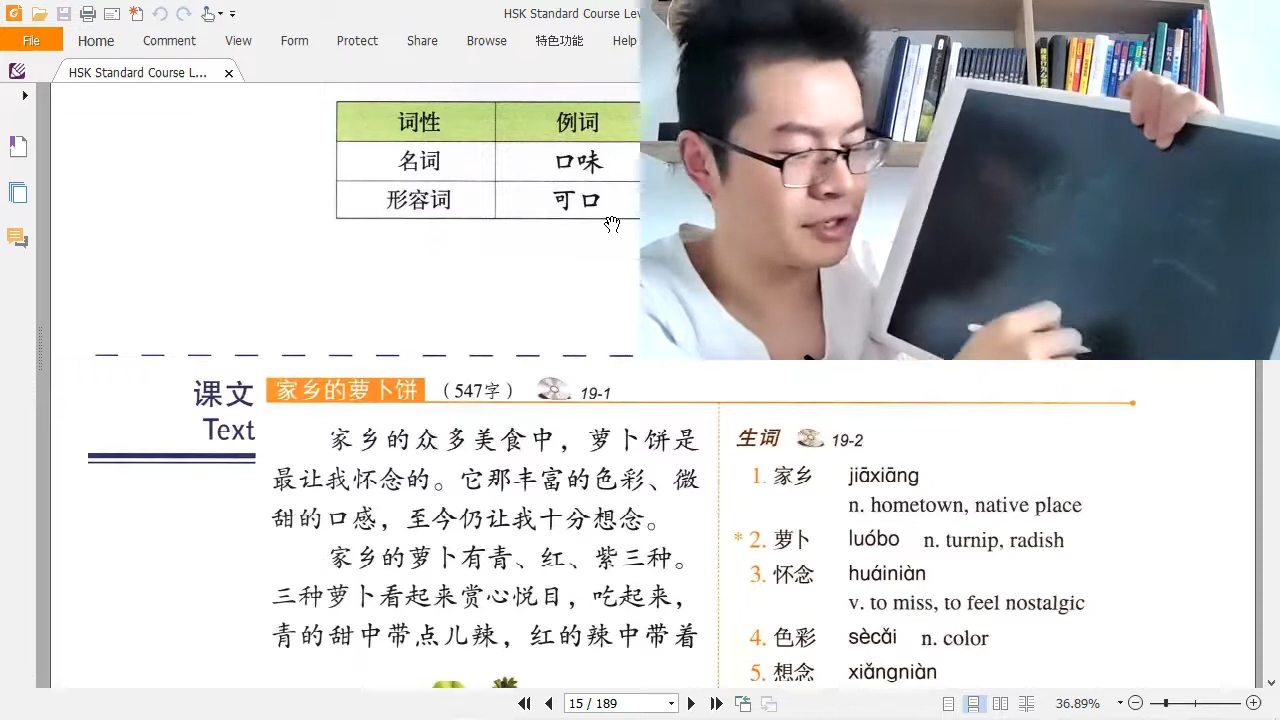 HSK Standard Course Lev
File Home Comment View Form Protect Share Browse 特色功能 Help
HSK Standard Course L...
词性 例词
名词 口味
形容词 可口
课文
Text
家乡的萝卜饼 （547字） 19-1
家乡的众多美食中，萝卜饼是
最让我怀念的。它那丰富的色彩、微
甜的口感，至今仍让我十分想念。
家乡的萝卜有青、红、紫三种。
三种萝卜看起来赏心悦目，吃起来，
青的甜中带点儿辣，红的辣中带着
生词 19-2
1. 家乡 jiāxiāng
n. hometown, native place
* 2. 萝卜 luóbo n. turnip, radish
3. 怀念 huáiniàn
v. to miss, to feel nostalgic
4. 色彩 sècǎi n. color
5. 想念 xiǎngniàn
15 / 189
36.89%